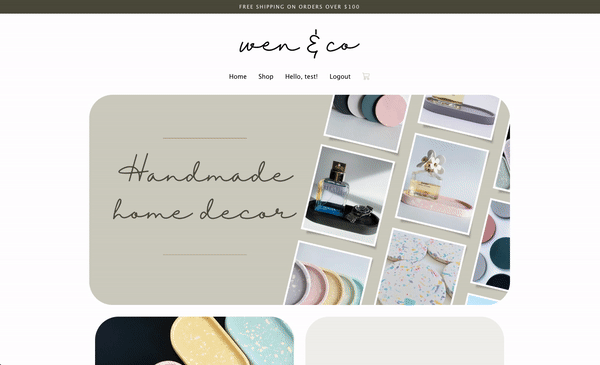 FREE SHIPPING ON ORDERS OVER $100
wen & co
Home Shop Hello, test! Logout
Handmade
home decor